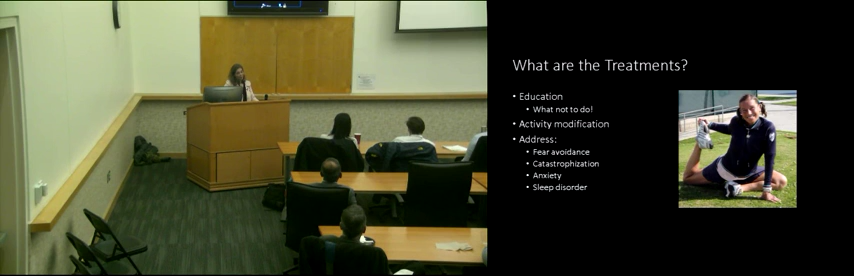 What are the Treatments?
• Education
• What not to do!
• Activity modification
• Address:
• Fear avoidance
• Catastrophization
• Anxiety
• Sleep disorder